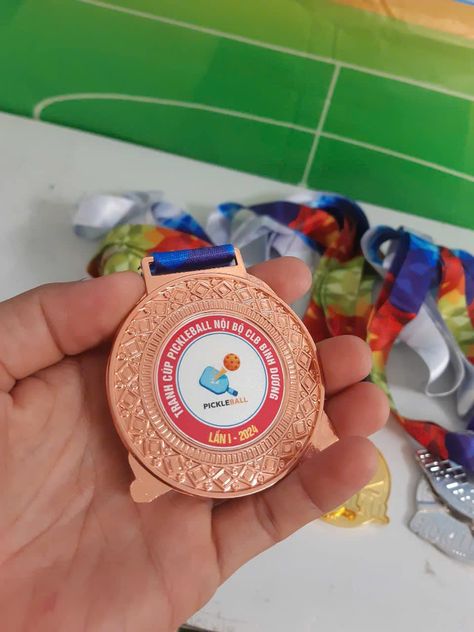 TRANH CÚP PICKLEBALL NỘI BỘ CLB BÌNH DƯƠNG
PICKLEBALL
LẦN I - 2024